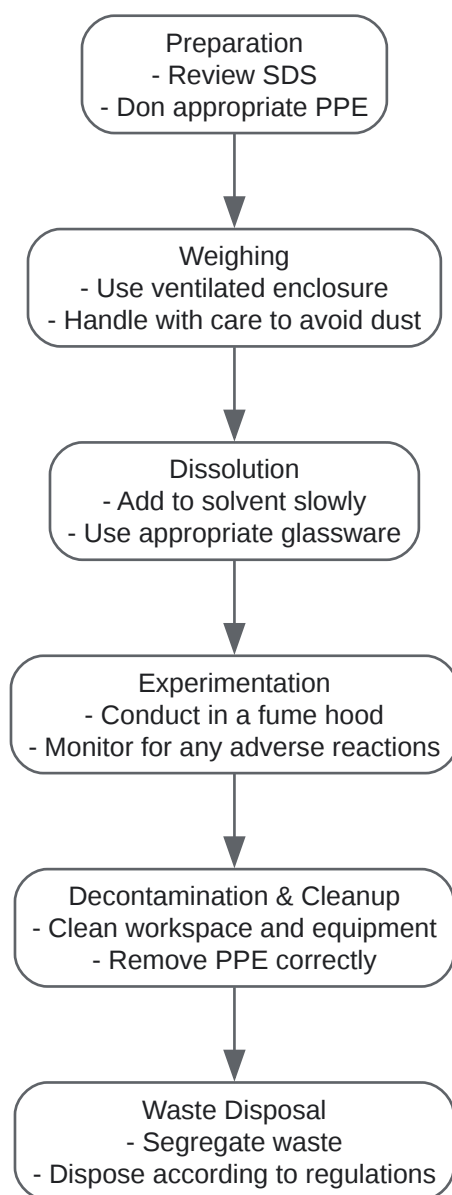 Preparation
- Review SDS
- Don appropriate PPE
Weighing
- Use ventilated enclosure
- Handle with care to avoid dust
Dissolution
- Add to solvent slowly
- Use appropriate glassware
Experimentation
- Conduct in a fume hood
- Monitor for any adverse reactions
Decontamination & Cleanup
- Clean workspace and equipment
- Remove PPE correctly
Waste Disposal
- Segregate waste
- Dispose according to regulations